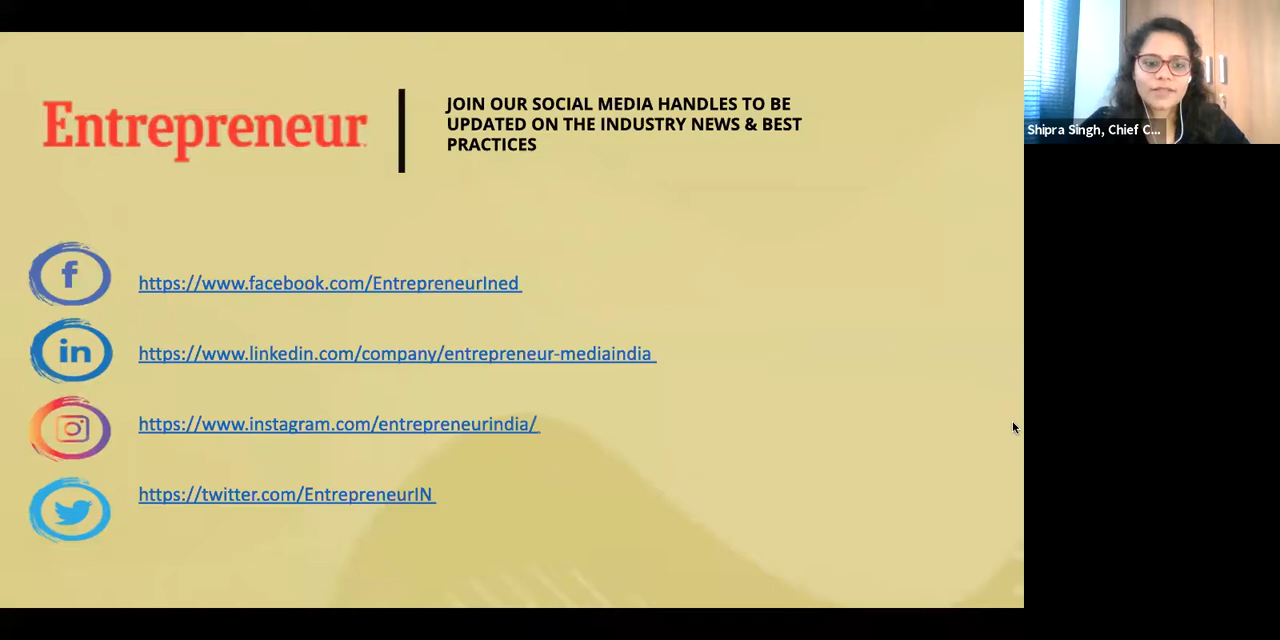 Entrepreneur
JOIN OUR SOCIAL MEDIA HANDLES TO BE
UPDATED ON THE INDUSTRY NEWS & BEST
PRACTICES
f
https://www.facebook.com/EntrepreneurIned
in
https://www.linkedin.com/company/entrepreneur-mediaindia
https://www.instagram.com/entrepreneurindia/
https://twitter.com/EntrepreneurIN
Shipra Singh, Chief C...